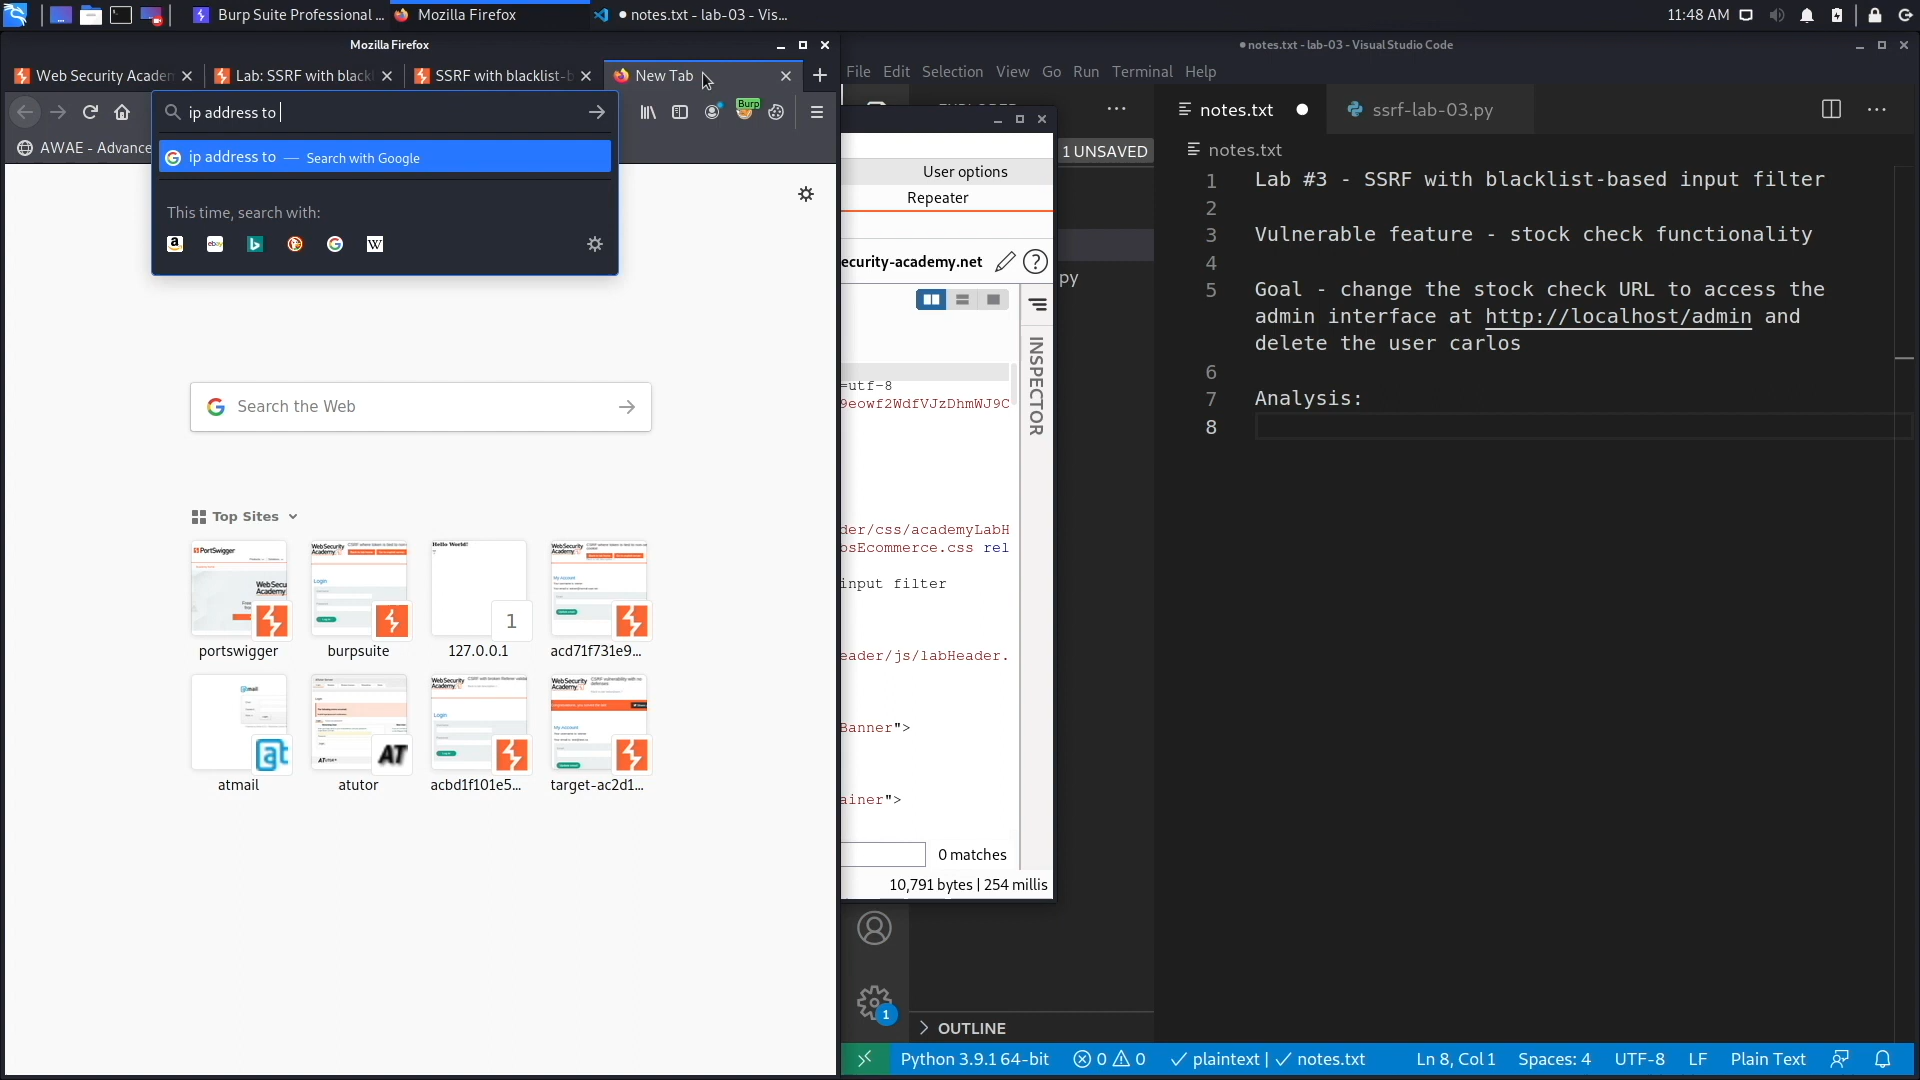 Burp Suite Professional ...
Mozilla Firefox
● notes.txt - lab-03 - Vis...
11:48 AM
Mozilla Firefox
Web Security Academ
Lab: SSRF with blackl
SSRF with blacklist-b
New Tab
ip address to
Burp
AWAE - Advance
ip address to — Search with Google
This time, search with:
Search the Web
Top Sites
portswigger
burpsuite
1
127.0.0.1
acd71f731e9...
atmail
AT
atutor
acbd1f101e5...
target-ac2d1...
User options
Repeater
ecurity-academy.net
INSPECTOR
=utf-8
9eowf2WdfVJzDhmWJ9C
der/css/academyLabH
osEcommerce.css rel
input filter
eader/js/labHeader.
Banner">
ainer">
0 matches
10,791 bytes | 254 millis
● notes.txt - lab-03 - Visual Studio Code
File Edit Selection View Go Run Terminal Help
1 UNSAVED
py
OUTLINE
notes.txt
ssrf-lab-03.py
notes.txt
1 Lab #3 - SSRF with blacklist-based input filter
2
3 Vulnerable feature - stock check functionality
4
5 Goal - change the stock check URL to access the
admin interface at http://localhost/admin and
delete the user carlos
6
7 Analysis:
8
1
Python 3.9.1 64-bit
0
0
plaintext | notes.txt
Ln 8, Col 1
Spaces: 4
UTF-8
LF
Plain Text